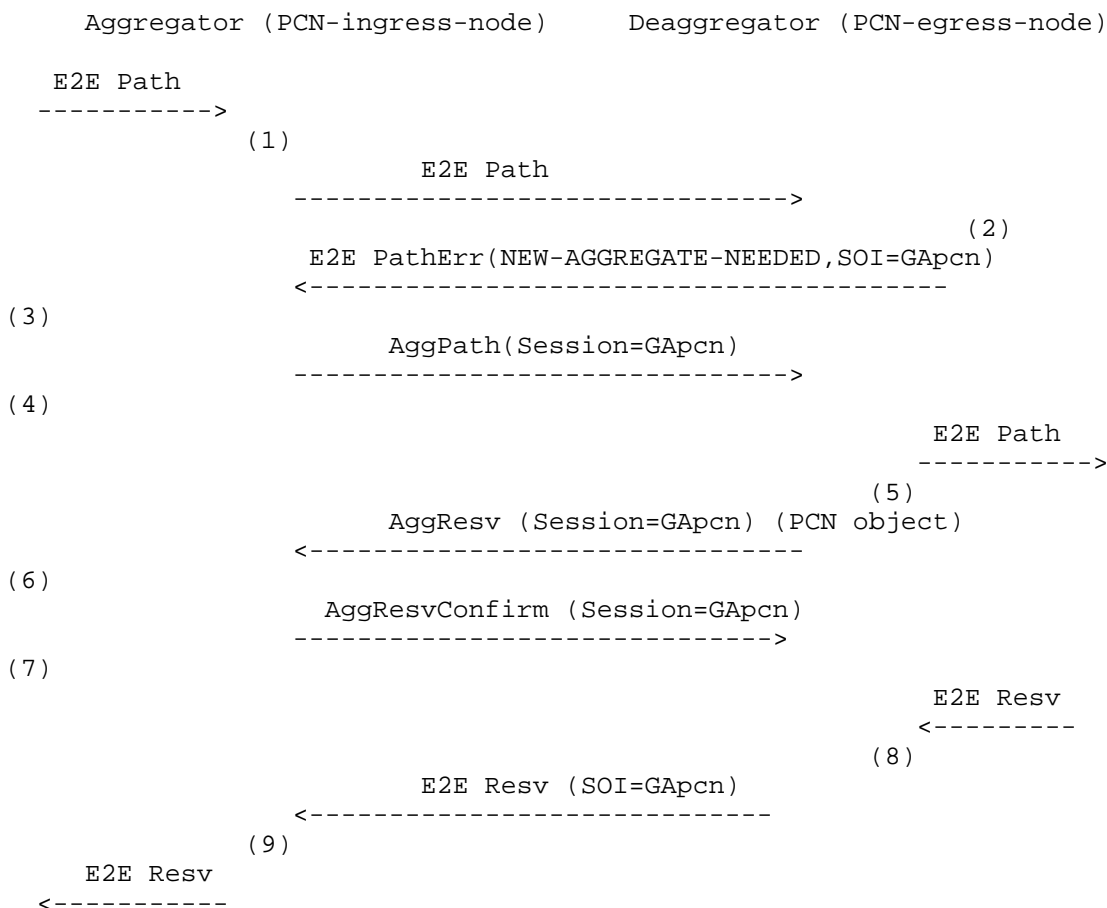 Aggregator (PCN-ingress-node) Deaggregator (PCN-egress-node)
E2E Path
----------->
(1)
E2E Path
------------------------------->
(2)
E2E PathErr(NEW-AGGREGATE-NEEDED,SOI=GApcn)
<----------------------------------------
(3)
AggPath(Session=GApcn)
------------------------------->
(4)
E2E Path
----------->
(5)
AggResv (Session=GApcn) (PCN object)
<-------------------------------
(6)
AggResvConfirm (Session=GApcn)
------------------------------>
(7)
E2E Resv
<---------
(8)
E2E Resv (SOI=GApcn)
<-----------------------------
(9)
E2E Resv
<-----------